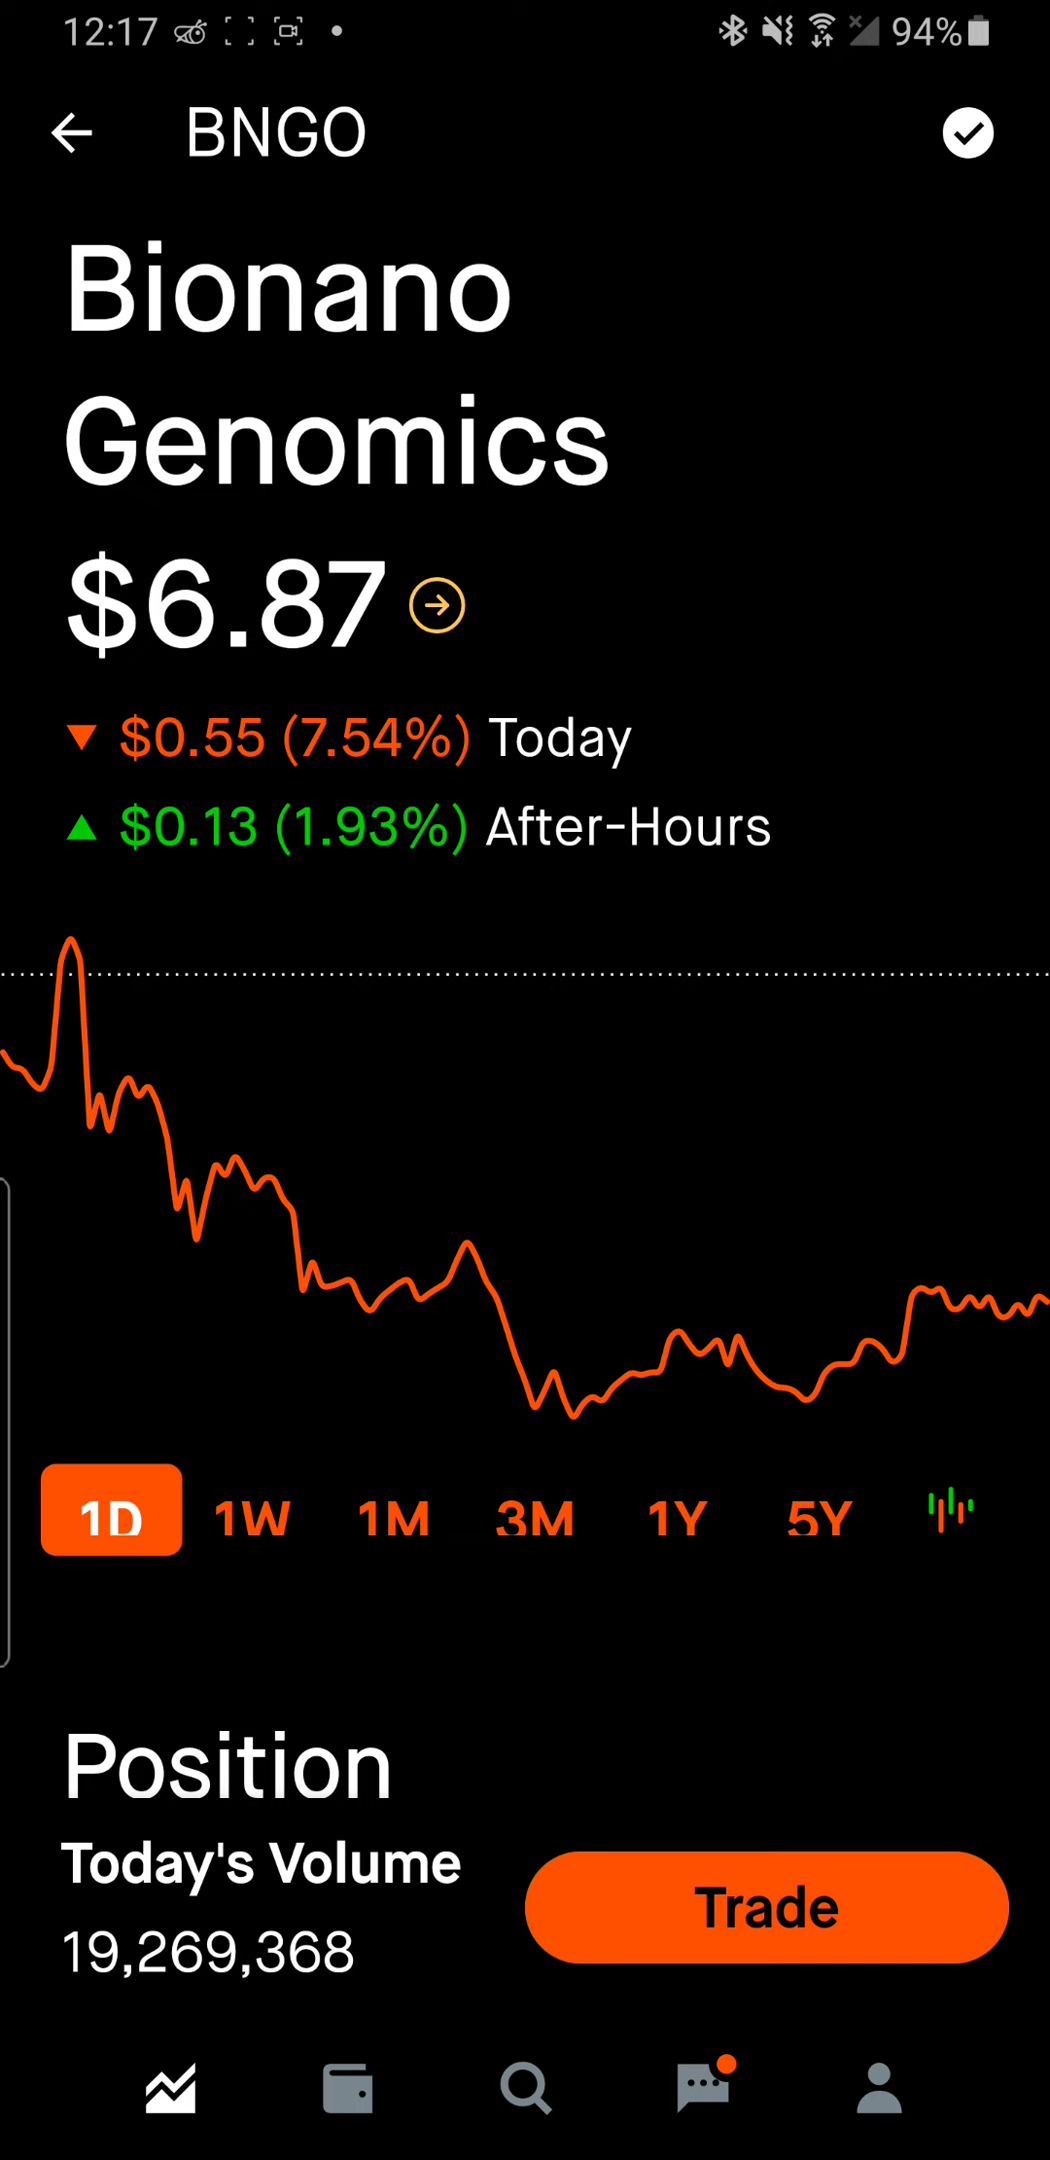 12:17 94%
BNGO
Bionano
Genomics
$6.87
$0.55 (7.54%) Today
$0.13 (1.93%) After-Hours
1D 1W 1M 3M 1Y 5Y
Position
Today's Volume
19,269,368
Trade